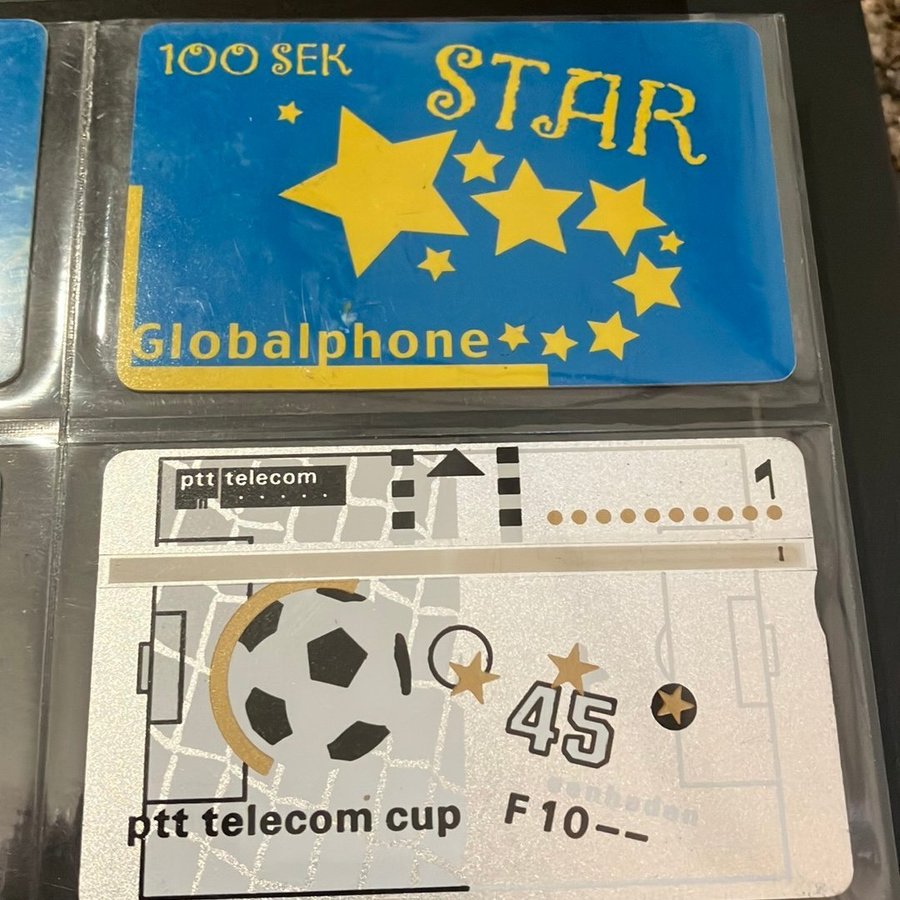 100 SEK
STAR
Globalphone
ptt telecom
1
45
eenheden
ptt telecom cup
F 10--